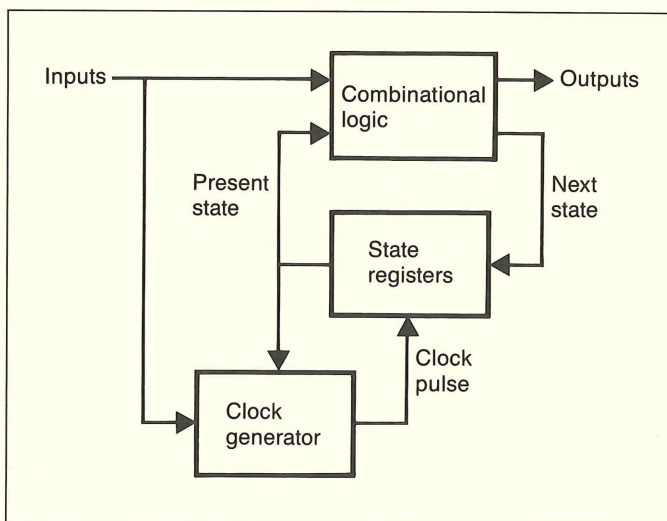 Inputs
Combinational
logic
Outputs
Present
state
Next
state
State
registers
Clock
pulse
Clock
generator